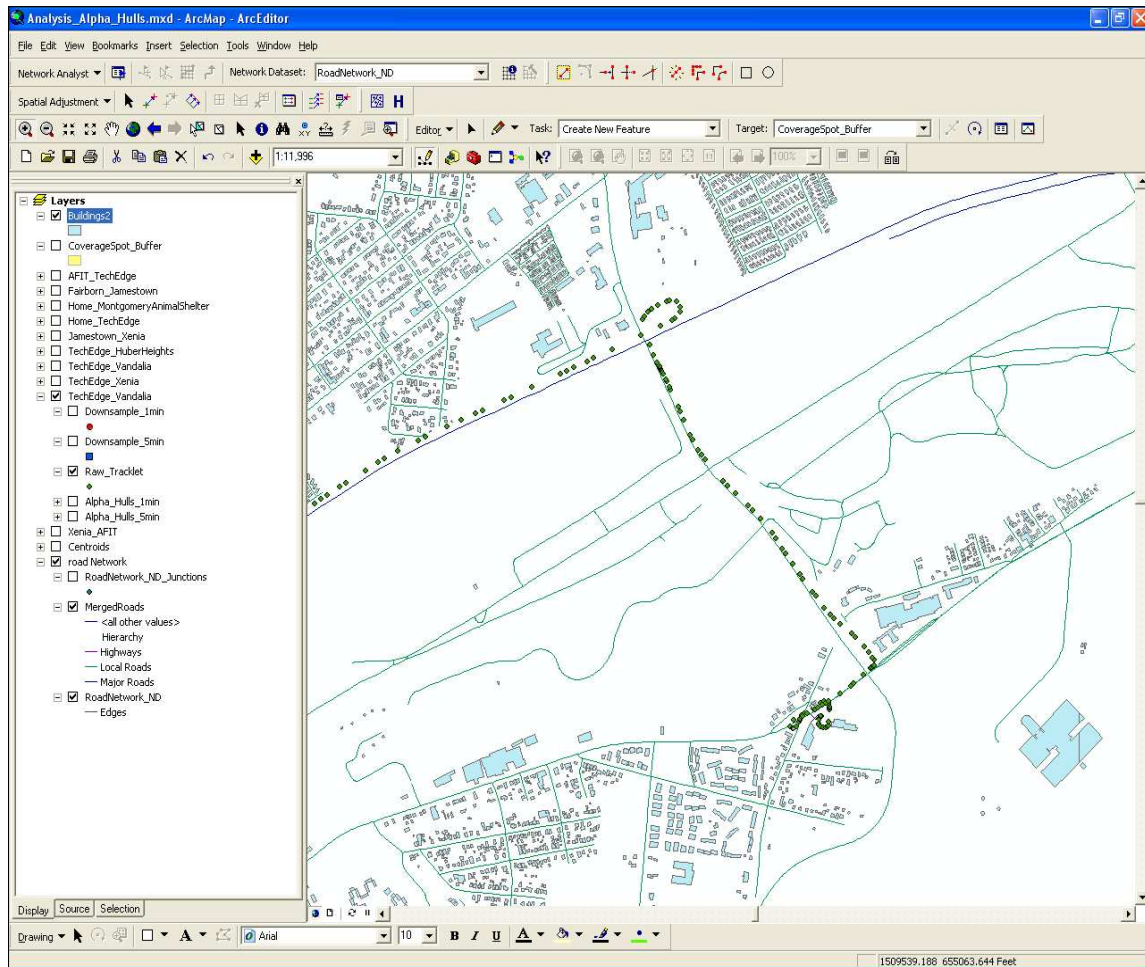 Analysis_Alpha_Hulls.mxd - ArcMap - ArcEditor
File Edit View Bookmarks Insert Selection Tools Window Help
Network Analyst Network Dataset: RoadNetwork_ND
Spatial Adjustment H
Editor Task: Create New Feature Target: CoverageSpot_Buffer
1:11,996 100%
Layers
Buildings2
CoverageSpot_Buffer
AFIT_TechEdge
Fairborn_Jamestown
Home_MontgomeryAnimalShelter
Home_TechEdge
Jamestown_Xenia
TechEdge_HuberHeights
TechEdge_Vandalia
TechEdge_Xenia
TechEdge_Vandalia
Downsample_1min
Downsample_5min
Raw_Tracklet
Alpha_Hulls_1min
Alpha_Hulls_5min
Xenia_AFIT
Centroids
road Network
RoadNetwork_ND_Junctions
MergedRoads
<all other values>
Hierarchy
Highways
Local Roads
Major Roads
RoadNetwork_ND
Edges
Display Source Selection
Drawing A Arial 10 B I U A
1509539.188 655063.644 Feet